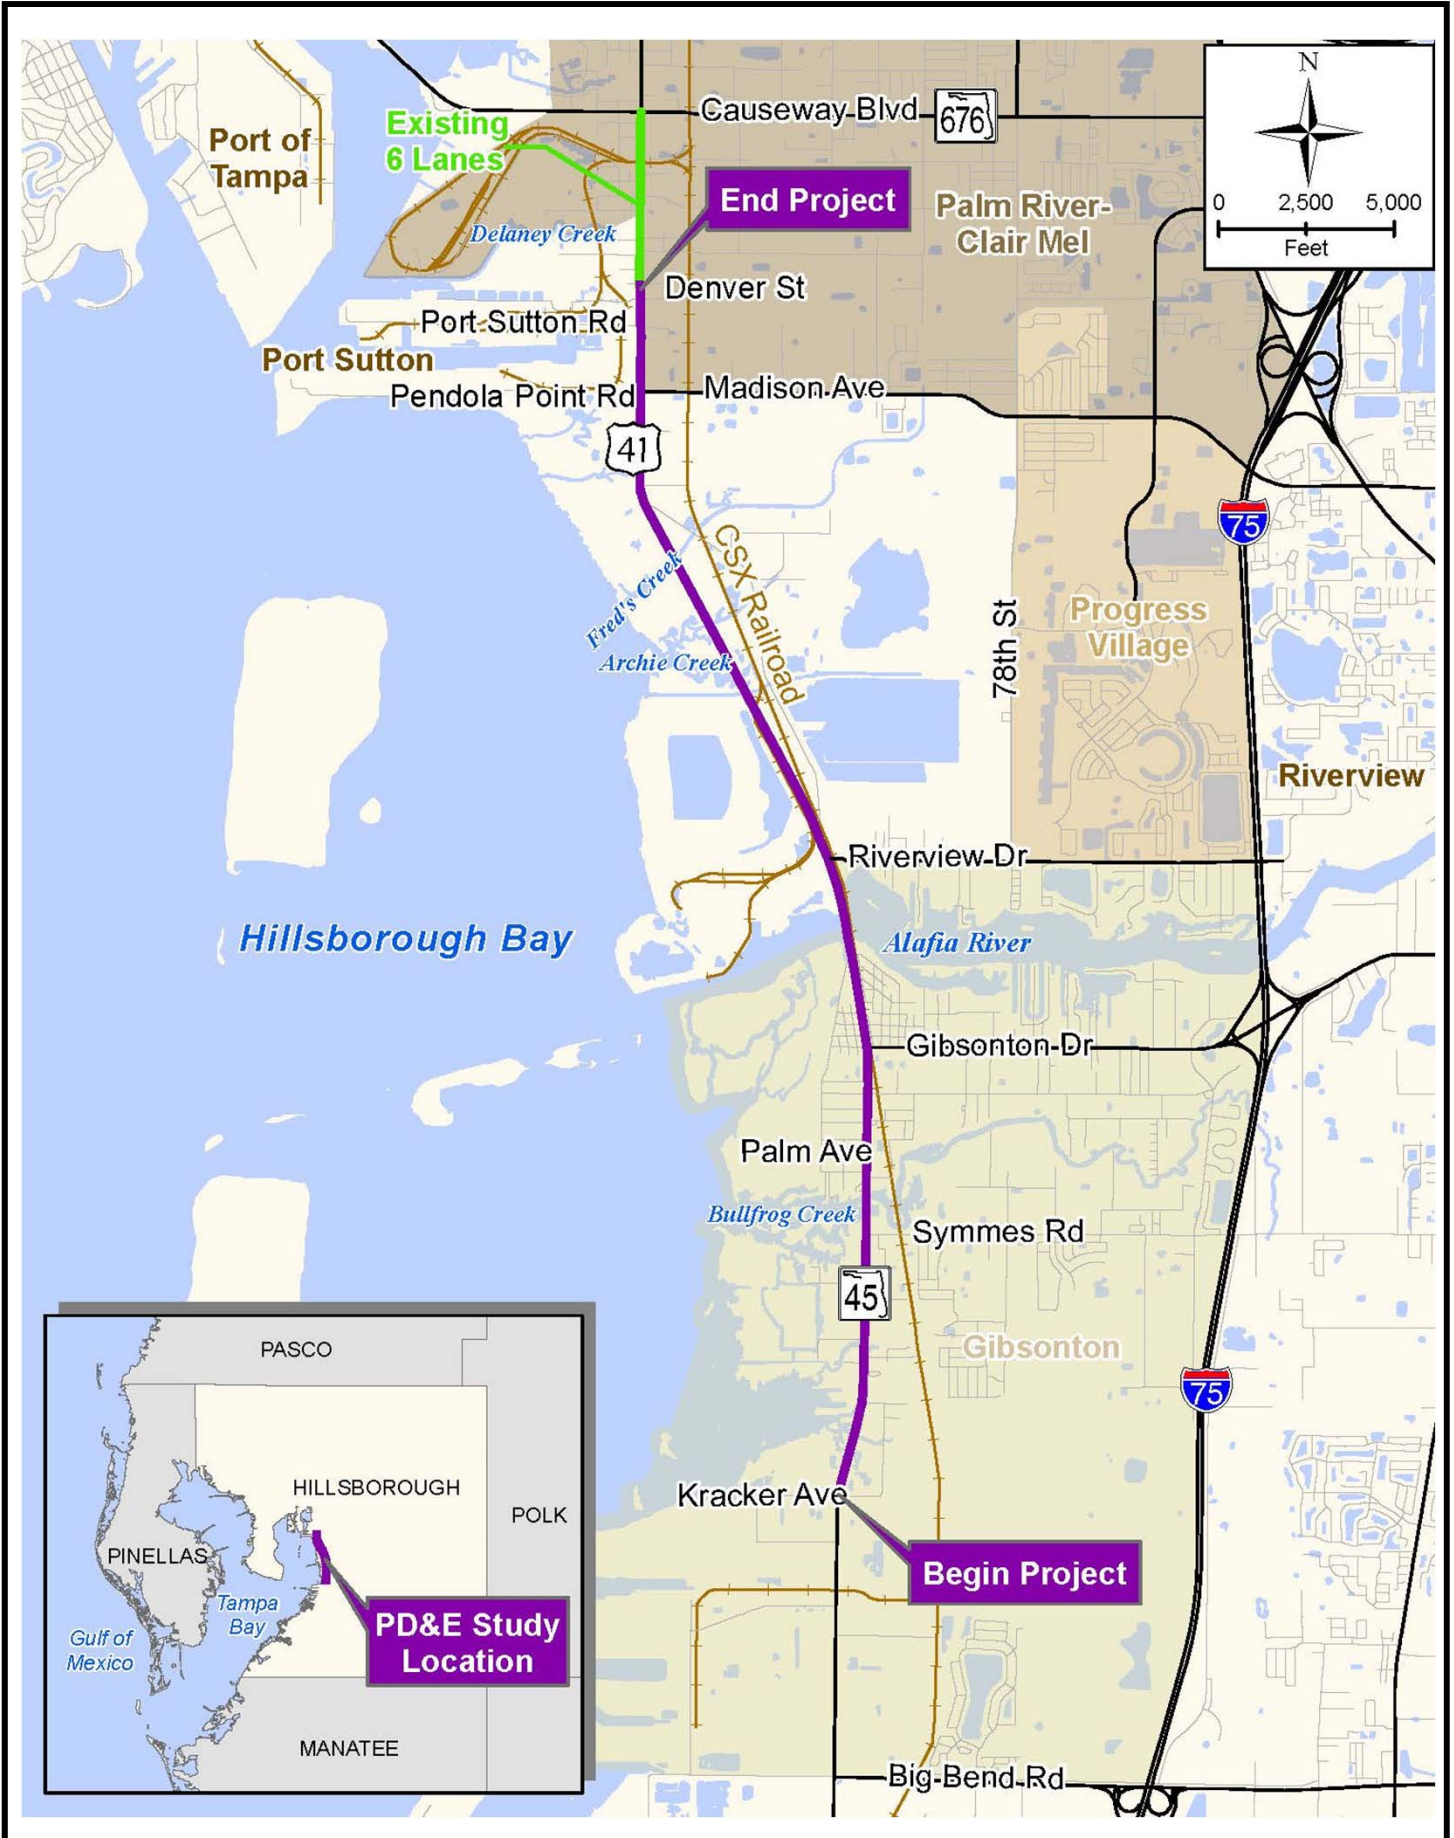 N
0 2,500 5,000
Feet
Causeway Blvd
676
Existing
6 Lanes
Port of
Tampa
End Project
Palm River-
Clair Mel
Delaney Creek
Denver St
Port Sutton Rd
Port Sutton
Pendola Point Rd
Madison Ave
41
75
CSX Railroad
Fred's Creek
Archie Creek
78th St
Progress
Village
Riverview
Riverview Dr
Hillsborough Bay
Alafia River
Gibsonton Dr
Palm Ave
Bullfrog Creek
Symmes Rd
45
Gibsonton
75
Kracker Ave
Begin Project
Big Bend Rd
PASCO
HILLSBOROUGH
POLK
PINELLAS
Tampa
Bay
Gulf of
Mexico
PD&E Study
Location
MANATEE